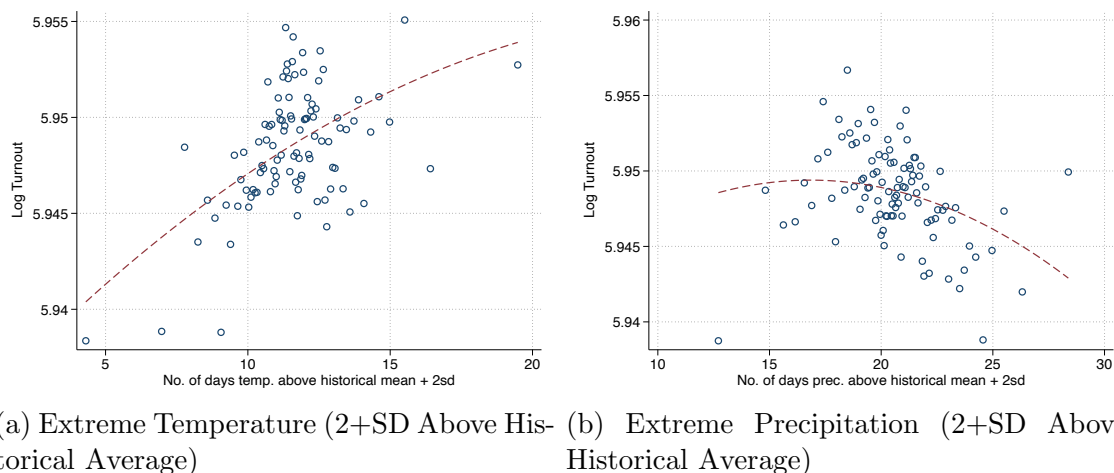 5.955
5.95
5.945
5.94
Log Turnout
5 10 15 20
No. of days temp. above historical mean + 2sd
5.96
5.955
5.95
5.945
5.94
Log Turnout
10 15 20 25 30
No. of days prec. above historical mean + 2sd
(a) Extreme Temperature (2+SD Above His-
torical Average)
(b) Extreme Precipitation (2+SD Abov
Historical Average)